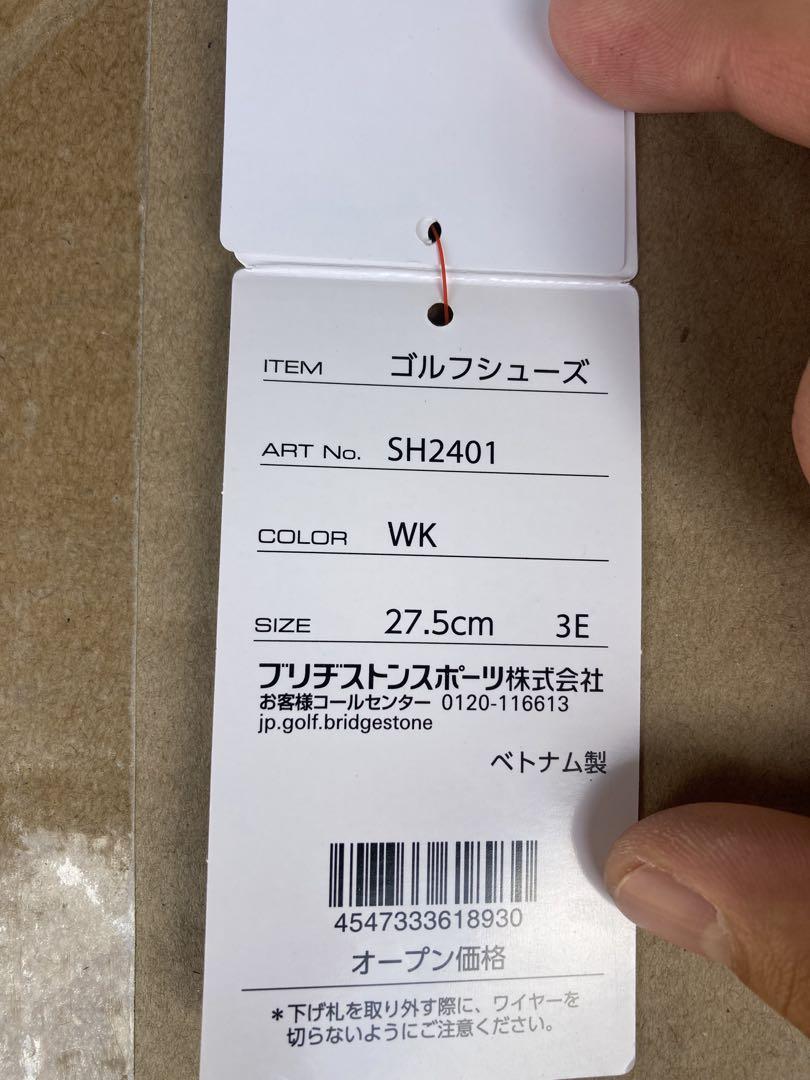 ITEM ゴルフシューズ
ART No. SH2401
COLOR WK
SIZE 27.5cm 3E
ブリヂストンスポーツ株式会社
お客様コールセンター 0120-116613
jp.golf.bridgestone
ベトナム製
4547333618930
オープン価格
*下げ札を取り外す際に、ワイヤーを
切らないようにご注意ください。